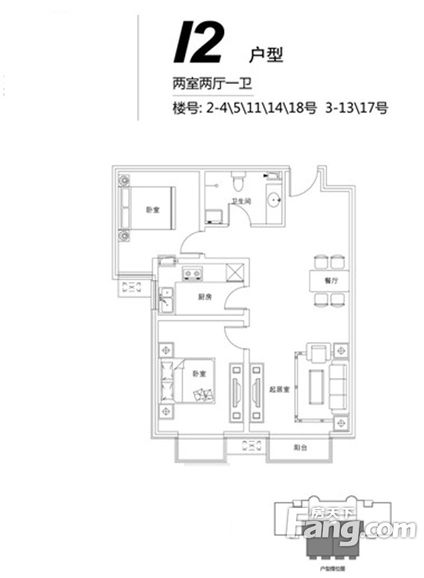 I2 户型
两室两厅一卫
楼号: 2-4\5\11\14\18号 3-13\17号
卧室
卫生间
餐厅
厨房
卧室
起居室
阳台
房天下
Fang.com
户型楼位图